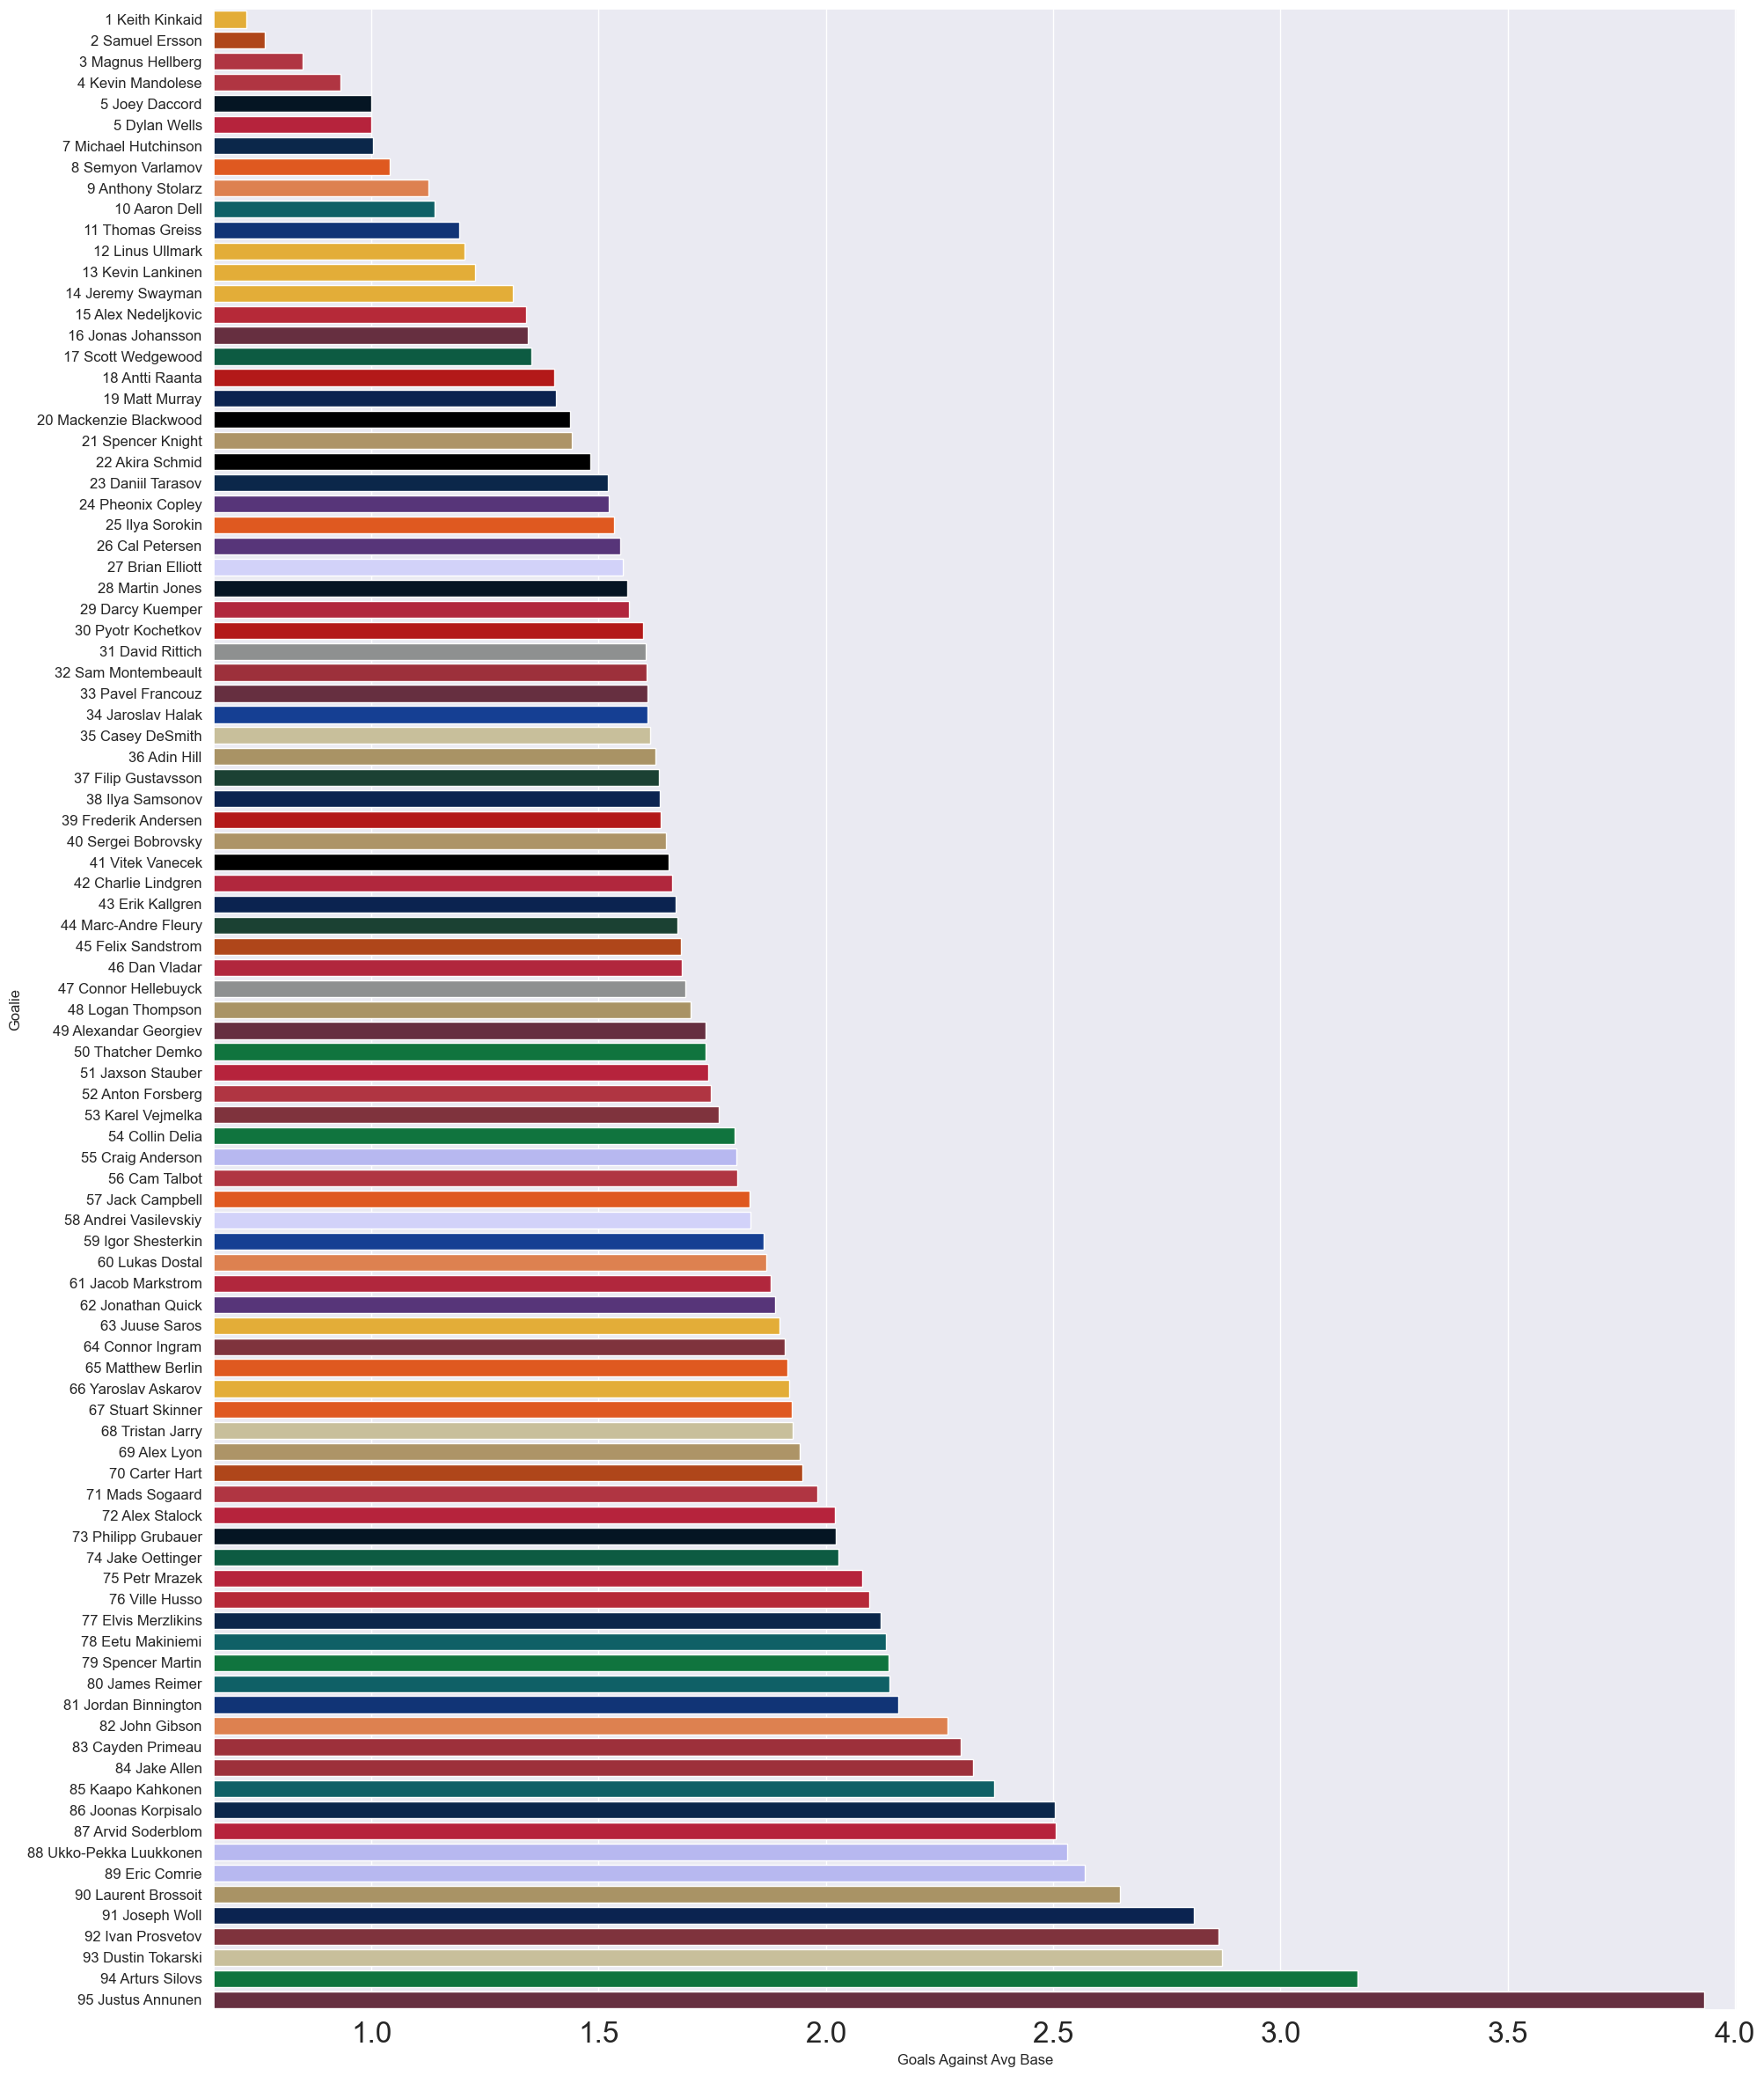 1 Keith Kinkaid
2 Samuel Ersson
3 Magnus Hellberg
4 Kevin Mandolese
5 Joey Daccord
5 Dylan Wells
7 Michael Hutchinson
8 Semyon Varlamov
9 Anthony Stolarz
10 Aaron Dell
11 Thomas Greiss
12 Linus Ullmark
13 Kevin Lankinen
14 Jeremy Swayman
15 Alex Nedeljkovic
16 Jonas Johansson
17 Scott Wedgewood
18 Antti Raanta
19 Matt Murray
20 Mackenzie Blackwood
21 Spencer Knight
22 Akira Schmid
23 Daniil Tarasov
24 Pheonix Copley
25 Ilya Sorokin
26 Cal Petersen
27 Brian Elliott
28 Martin Jones
29 Darcy Kuemper
30 Pyotr Kochetkov
31 David Rittich
32 Sam Montembeault
33 Pavel Francouz
34 Jaroslav Halak
35 Casey DeSmith
36 Adin Hill
37 Filip Gustavsson
38 Ilya Samsonov
39 Frederik Andersen
40 Sergei Bobrovsky
41 Vitek Vanecek
42 Charlie Lindgren
43 Erik Kallgren
44 Marc-Andre Fleury
45 Felix Sandstrom
46 Dan Vladar
47 Connor Hellebuyck
48 Logan Thompson
49 Alexandar Georgiev
50 Thatcher Demko
51 Jaxson Stauber
52 Anton Forsberg
53 Karel Vejmelka
54 Collin Delia
55 Craig Anderson
56 Cam Talbot
57 Jack Campbell
58 Andrei Vasilevskiy
59 Igor Shesterkin
60 Lukas Dostal
61 Jacob Markstrom
62 Jonathan Quick
63 Juuse Saros
64 Connor Ingram
65 Matthew Berlin
66 Yaroslav Askarov
67 Stuart Skinner
68 Tristan Jarry
69 Alex Lyon
70 Carter Hart
71 Mads Sogaard
72 Alex Stalock
73 Philipp Grubauer
74 Jake Oettinger
75 Petr Mrazek
76 Ville Husso
77 Elvis Merzlikins
78 Eetu Makiniemi
79 Spencer Martin
80 James Reimer
81 Jordan Binnington
82 John Gibson
83 Cayden Primeau
84 Jake Allen
85 Kaapo Kahkonen
86 Joonas Korpisalo
87 Arvid Soderblom
88 Ukko-Pekka Luukkonen
89 Eric Comrie
90 Laurent Brossoit
91 Joseph Woll
92 Ivan Prosvetov
93 Dustin Tokarski
94 Arturs Silovs
95 Justus Annunen
Goalie
1.0 1.5 2.0 2.5 3.0 3.5 4.0
Goals Against Avg Base